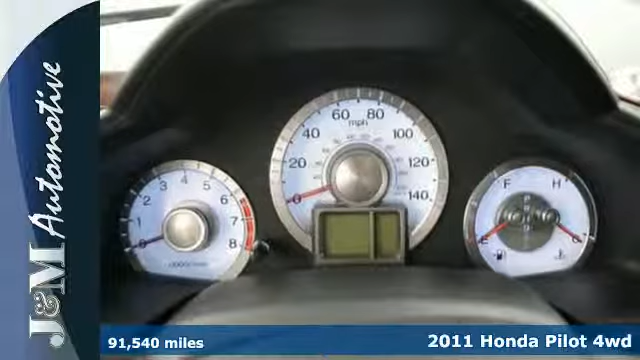 J&M Automotive
20 40 60 80 100 120 140
mph
0
1 2 3 4 5 6 7 8
0
F H
E C
91,540 miles
2011 Honda Pilot 4wd